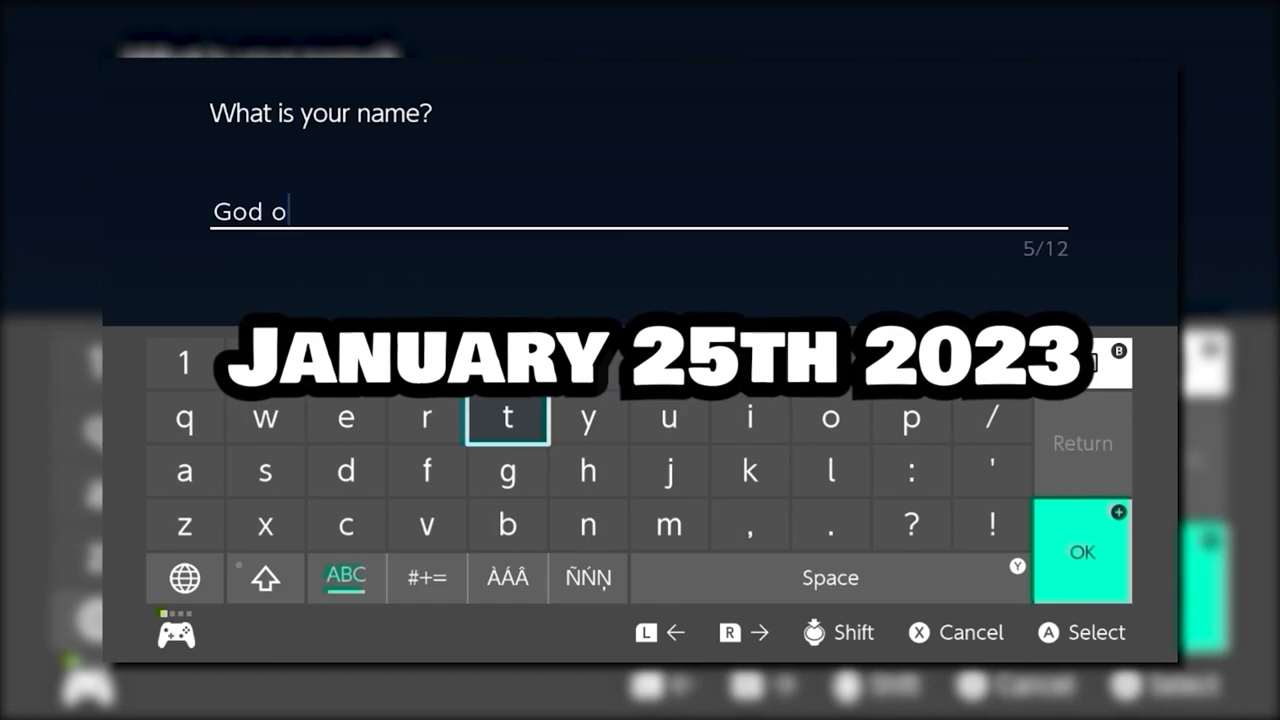 What is your name?
God o
5/12
JANUARY 25TH 2023
1
B
q w e r t y u i o p /
Return
a s d f g h j k l : '
z x c v b n m , . ? !
+
OK
ABC #+= ÀÁÂ ÑŃŅ Space Y
L ← R → Shift X Cancel A Select